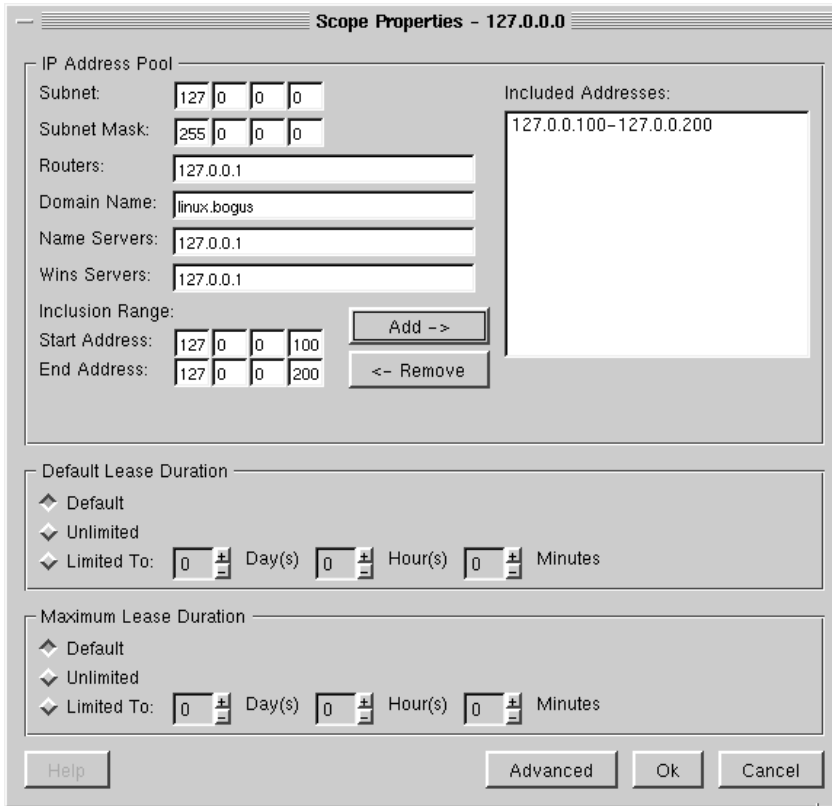 Scope Properties - 127.0.0.0
IP Address Pool
Subnet: 127 0 0 0
Subnet Mask: 255 0 0 0
Routers: 127.0.0.1
Domain Name: linux.bogus
Name Servers: 127.0.0.1
Wins Servers: 127.0.0.1
Inclusion Range:
Start Address: 127 0 0 100
End Address: 127 0 0 200
Add ->
<- Remove
Included Addresses:
127.0.0.100-127.0.0.200
Default Lease Duration
Default
Unlimited
Limited To: 0 + - Day(s) 0 + - Hour(s) 0 + - Minutes
Maximum Lease Duration
Default
Unlimited
Limited To: 0 + - Day(s) 0 + - Hour(s) 0 + - Minutes
Help Advanced Ok Cancel